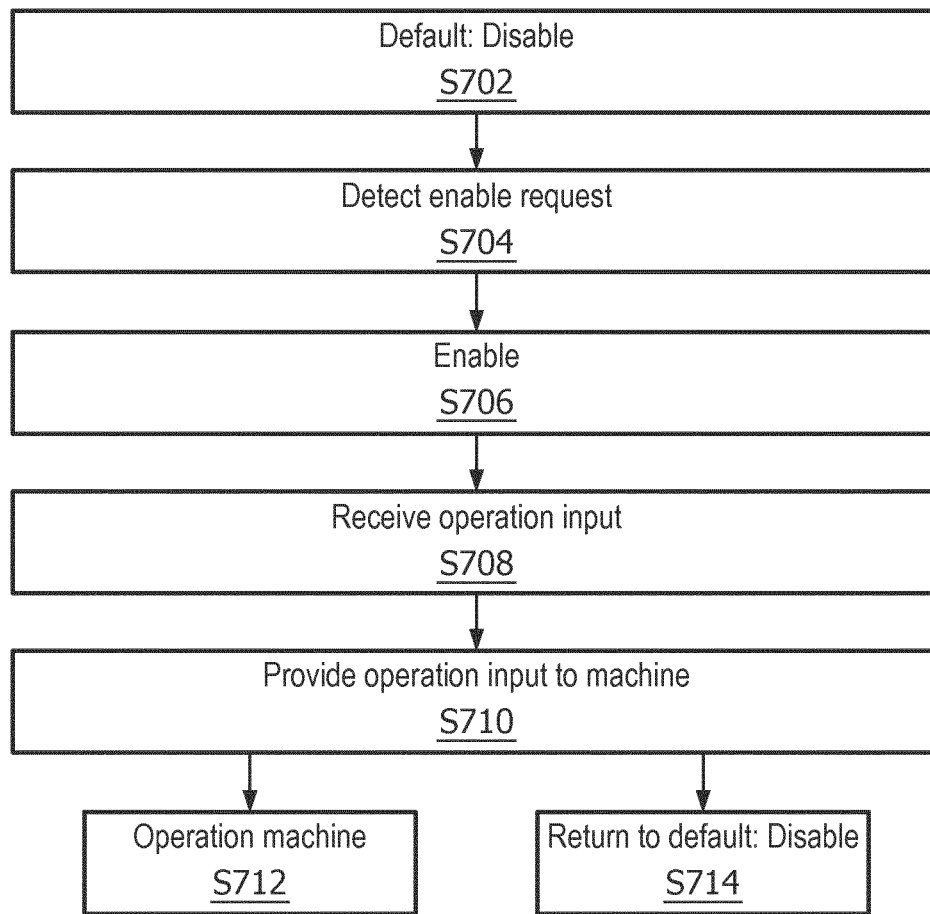 Default: Disable
S702
Detect enable request
S704
Enable
S706
Receive operation input
S708
Provide operation input to machine
S710
Operation machine
S712
Return to default: Disable
S714